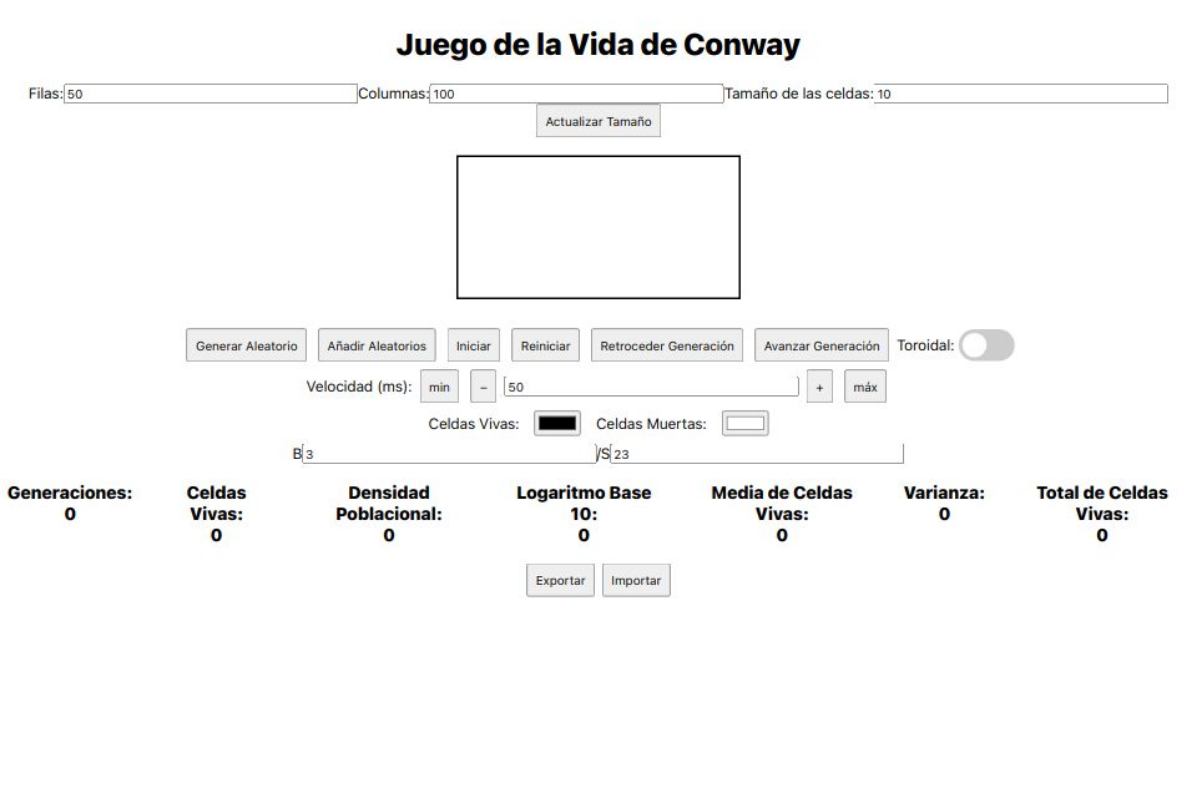 Juego de la Vida de Conway
Filas: 50 Columnas: 100 Tamaño de las celdas: 10
Actualizar Tamaño
Generar Aleatorio Añadir Aleatorios Iniciar Reiniciar Retroceder Generación Avanzar Generación Toroidal:
Velocidad (ms): min – 50 + máx
Celdas Vivas: Celdas Muertas:
B 3 /S 23
Generaciones: Celdas Densidad Logaritmo Base Media de Celdas Varianza: Total de Celdas
0 Vivas: Poblacional: 10: Vivas: 0 Vivas:
0 0 0 0 0
Exportar Importar